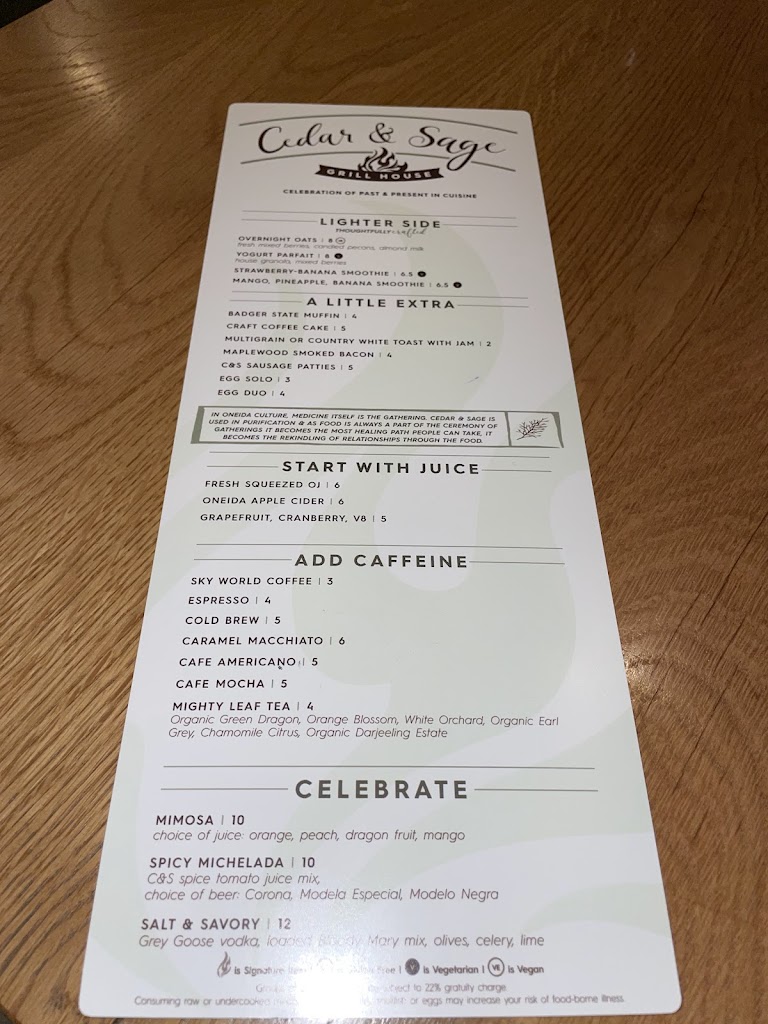 Cedar & Sage
GRILL HOUSE
CELEBRATION OF PAST & PRESENT IN CUISINE
LIGHTER SIDE
THOUGHTFULLY crafted
OVERNIGHT OATS | 8 VE
fresh mixed berries, candied pecans, almond milk
YOGURT PARFAIT | 8 V
house granola, mixed berries
STRAWBERRY-BANANA SMOOTHIE | 6.5 V
MANGO, PINEAPPLE, BANANA SMOOTHIE | 6.5 V
A LITTLE EXTRA
BADGER STATE MUFFIN | 4
CRAFT COFFEE CAKE | 5
MULTIGRAIN OR COUNTRY WHITE TOAST WITH JAM | 2
MAPLEWOOD SMOKED BACON | 4
C&S SAUSAGE PATTIES | 5
EGG SOLO | 3
EGG DUO | 4
IN ONEIDA CULTURE, MEDICINE ITSELF IS THE GATHERING. CEDAR & SAGE IS
USED IN PURIFICATION & AS FOOD IS ALWAYS A PART OF THE CEREMONY OF
GATHERINGS IT BECOMES THE MOST HEALING PATH PEOPLE CAN TAKE, IT
BECOMES THE REKINDLING OF RELATIONSHIPS THROUGH THE FOOD.
START WITH JUICE
FRESH SQUEEZED OJ | 6
ONEIDA APPLE CIDER | 6
GRAPEFRUIT, CRANBERRY, V8 | 5
ADD CAFFEINE
SKY WORLD COFFEE | 3
ESPRESSO | 4
COLD BREW | 5
CARAMEL MACCHIATO | 6
CAFE AMERICANO | 5
CAFE MOCHA | 5
MIGHTY LEAF TEA | 4
Organic Green Dragon, Orange Blossom, White Orchard, Organic Earl
Grey, Chamomile Citrus, Organic Darjeeling Estate
CELEBRATE
MIMOSA | 10
choice of juice: orange, peach, dragon fruit, mango
SPICY MICHELADA | 10
C&S spice tomato juice mix,
choice of beer: Corona, Modela Especial, Modelo Negra
SALT & SAVORY | 12
Grey Goose vodka, loaded Bloody Mary mix, olives, celery, lime
is Signature Item | is Gluten Free | V is Vegetarian | VE is Vegan
subject to 22% gratuity charge.
Consuming raw or undercooked or eggs may increase your risk of food-borne illness.